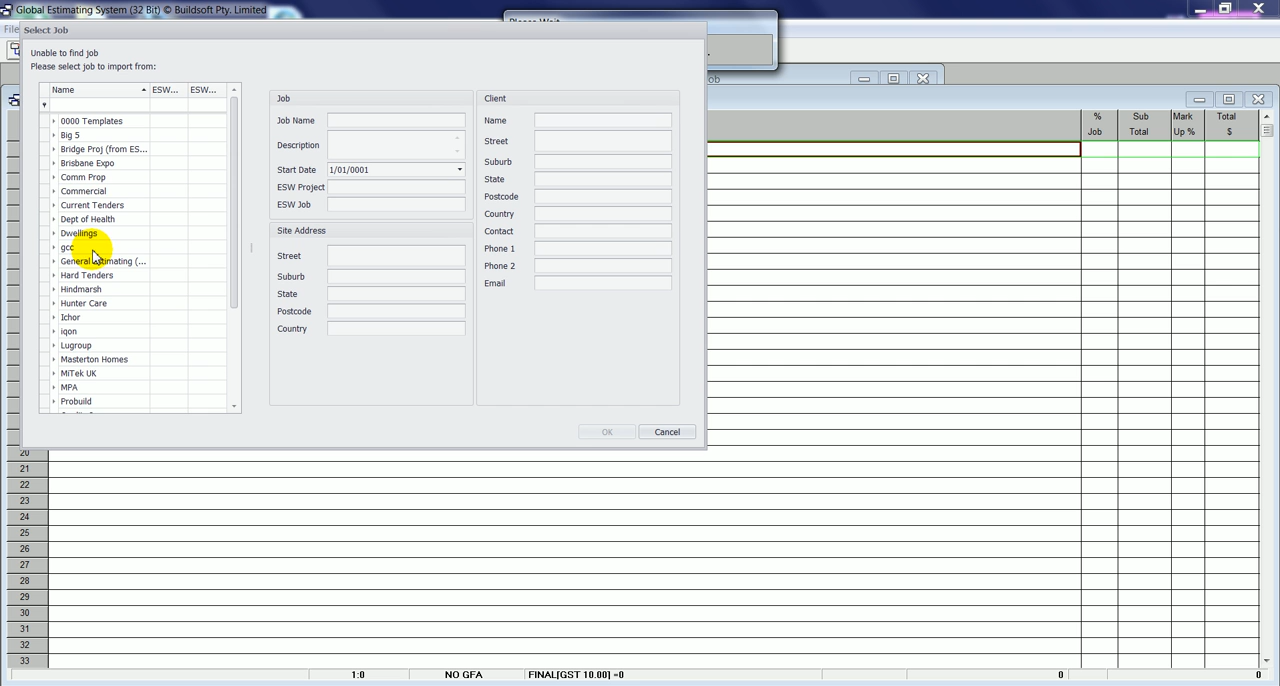 Global Estimating System (32 Bit) © Buildsoft Pty. Limited
File
Select Job
Unable to find job
Please select job to import from:
Name ESW... ESW...
0000 Templates
Big 5
Bridge Proj (from ES...
Brisbane Expo
Comm Prop
Commercial
Current Tenders
Dept of Health
Dwellings
gcc
General Estimating (...
Hard Tenders
Hindmarsh
Hunter Care
Ichor
iqon
Lugroup
Masterton Homes
MiTek UK
MPA
Probuild
Job
Job Name
Description
Start Date 1/01/0001
ESW Project
ESW Job
Site Address
Street
Suburb
State
Postcode
Country
Client
Name
Street
Suburb
State
Postcode
Country
Contact
Phone 1
Phone 2
Email
OK Cancel
% Sub Mark Total
Job Total Up % $
20
21
22
23
24
25
26
27
28
29
30
31
32
33
1:0 NO GFA FINAL[GST 10.00] =0 0 0